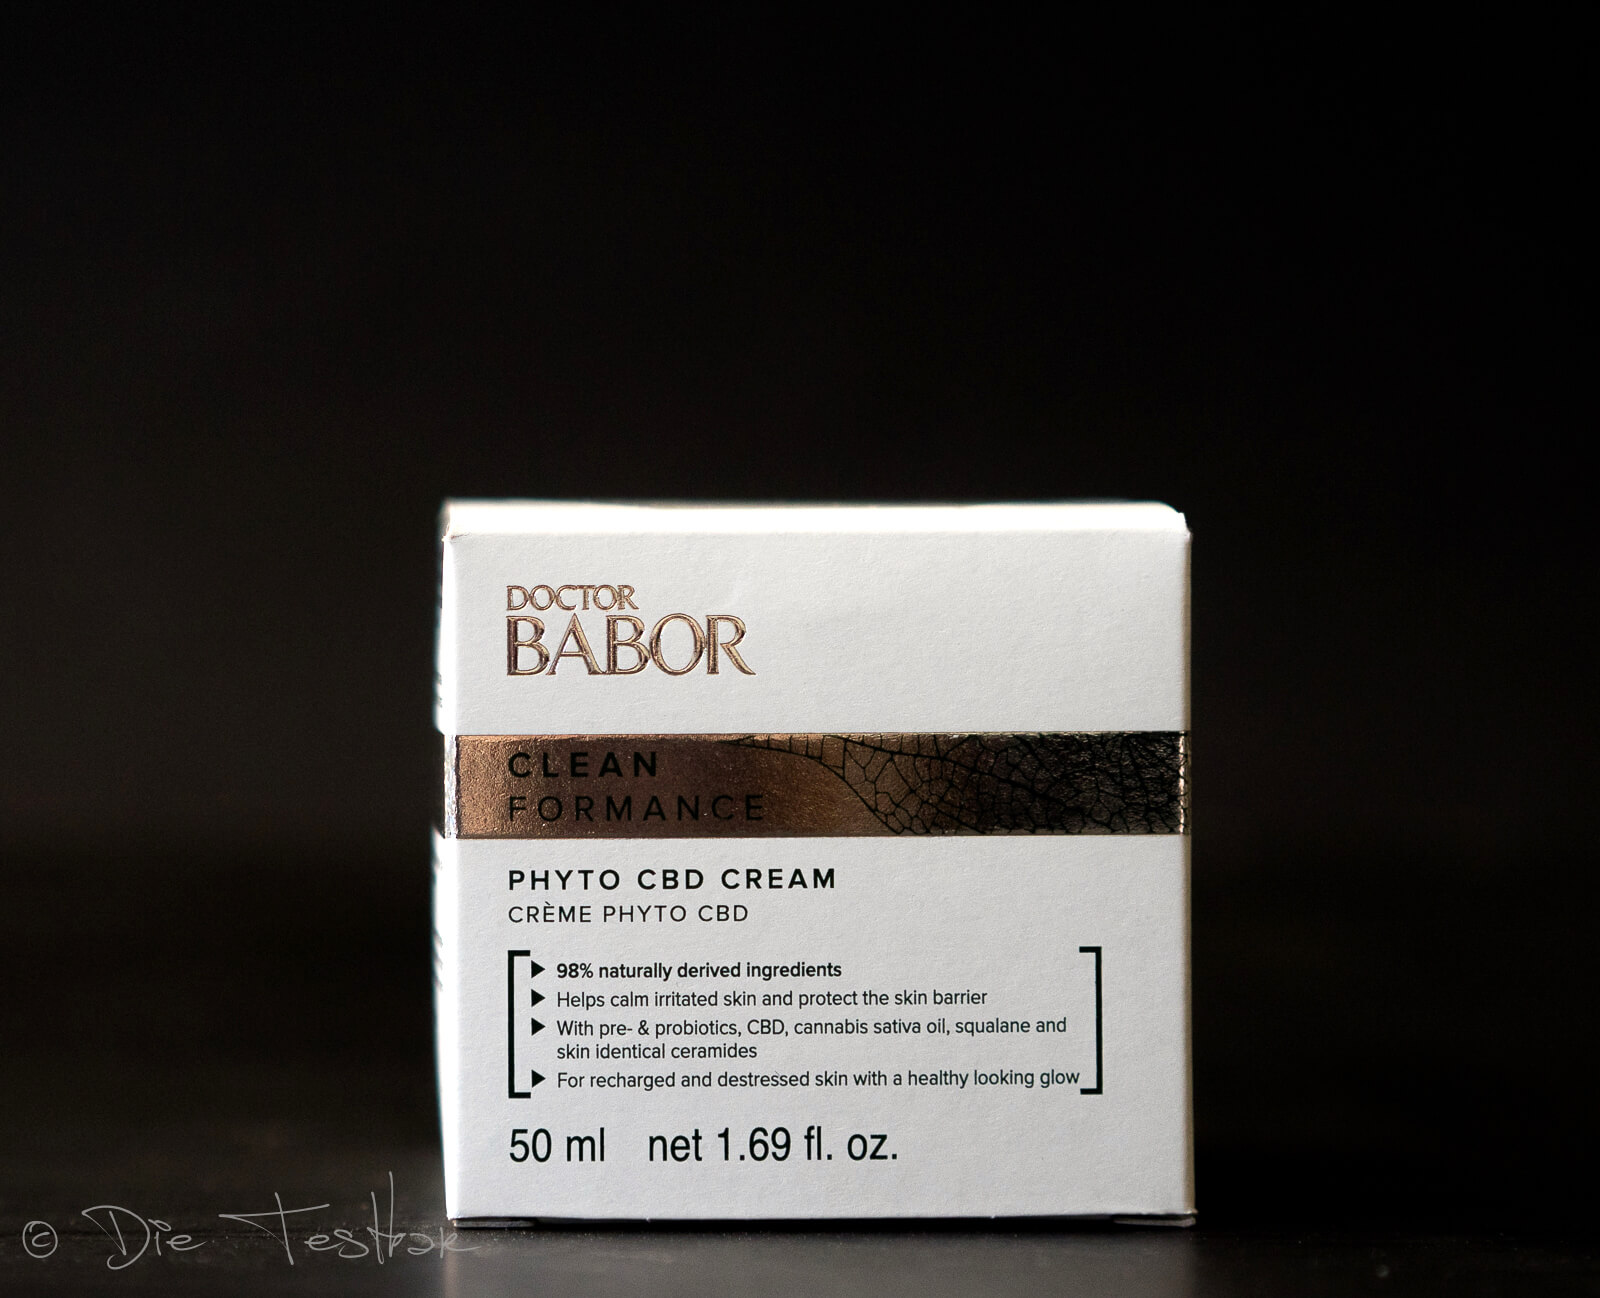 DOCTOR
BABOR
CLEAN
FORMANCE
PHYTO CBD CREAM
CRÈME PHYTO CBD
98% naturally derived ingredients
Helps calm irritated skin and protect the skin barrier
With pre- & probiotics, CBD, cannabis sativa oil, squalane and
skin identical ceramides
For recharged and destressed skin with a healthy looking glow
50 ml net 1.69 fl. oz.
© Die Testbar